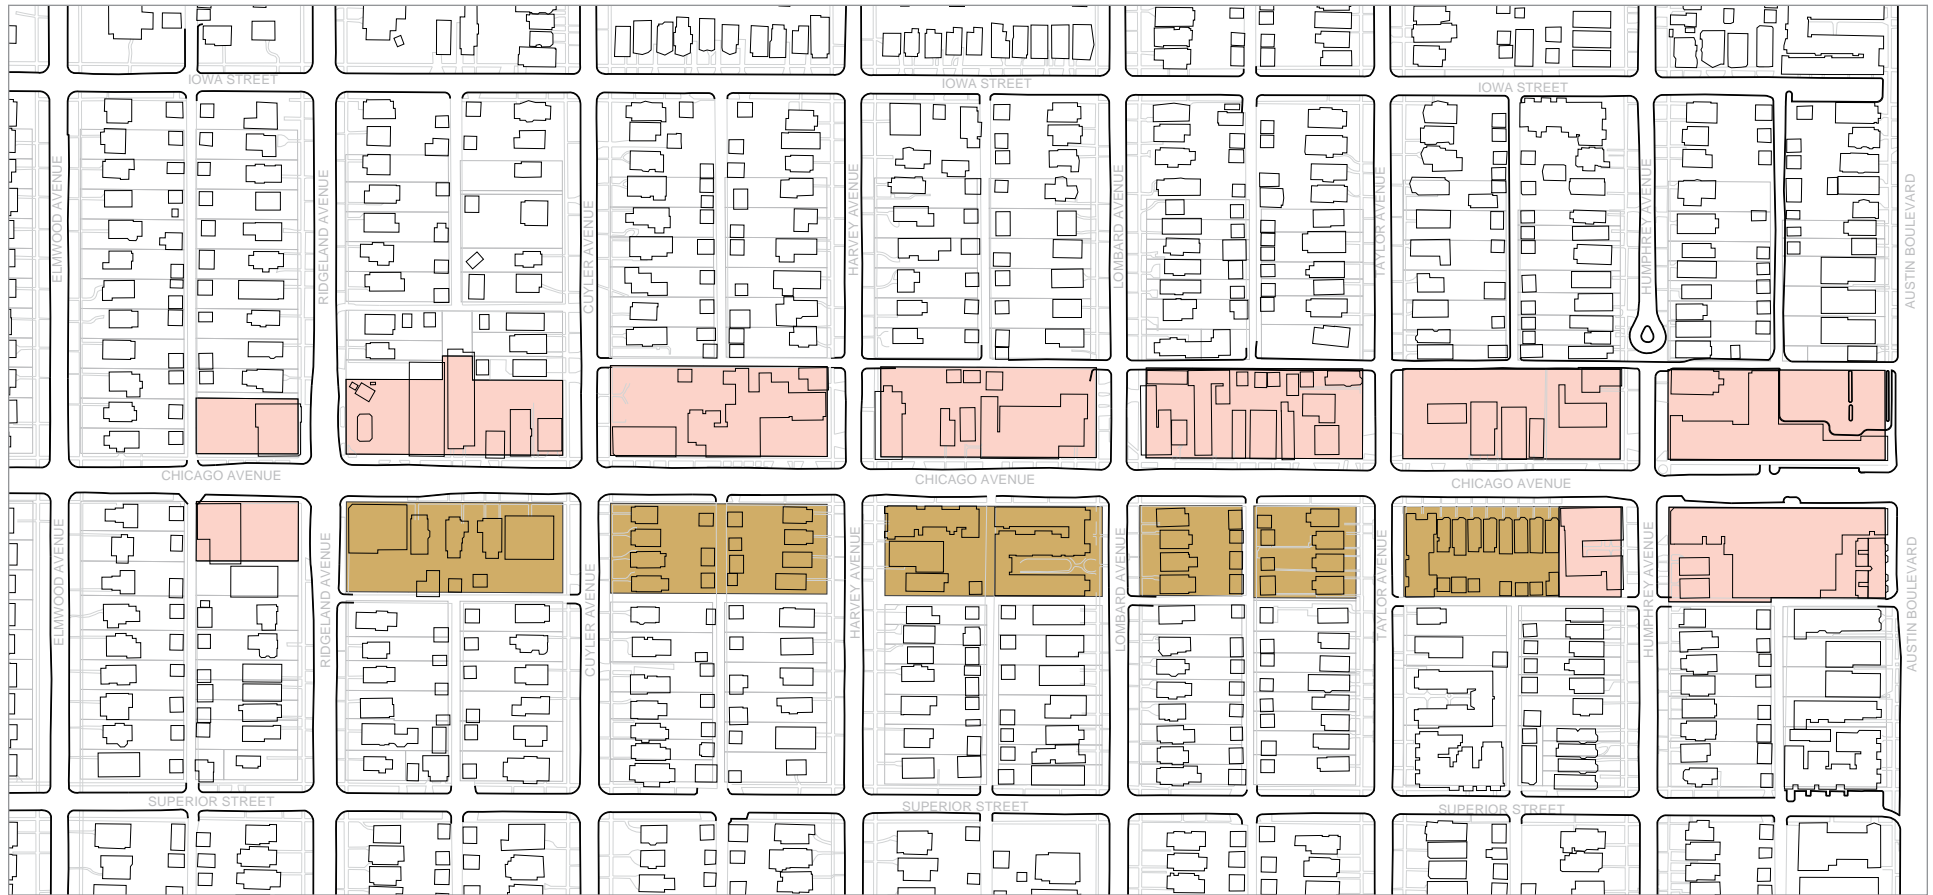 IOWA STREET
IOWA STREET
IOWA STREET
ELMWOOD AVENUE
RIDGELAND AVENUE
CUYLER AVENUE
HARVEY AVENUE
LOMBARD AVENUE
TAYLOR AVENUE
HUMPHREY AVENUE
AUSTIN BOULEVARD
CHICAGO AVENUE
CHICAGO AVENUE
CHICAGO AVENUE
ELMWOOD AVENUE
RIDGELAND AVENUE
CUYLER AVENUE
HARVEY AVENUE
LOMBARD AVENUE
TAYLOR AVENUE
HUMPHREY AVENUE
AUSTIN BOULEVARD
SUPERIOR STREET
SUPERIOR STREET
SUPERIOR STREET